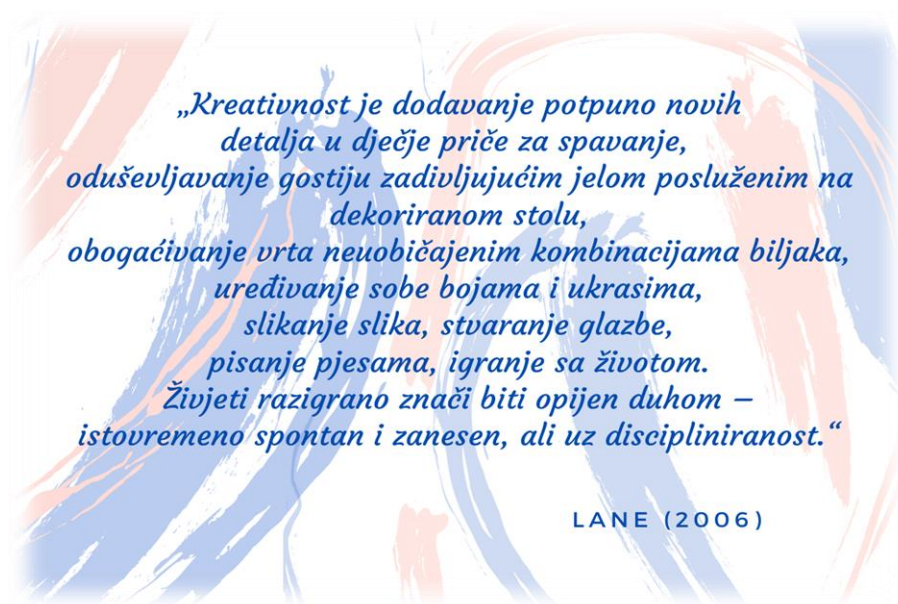 „Kreativnost je dodavanje potpuno novih
detalja u dječje priče za spavanje,
oduševljavanje gostiju zadivljujućim jelom posluženim na
dekoriranom stolu,
obogaćivanje vrta neuobičajenim kombinacijama biljaka,
uređivanje sobe bojama i ukrasima,
slikanje slika, stvaranje glazbe,
pisanje pjesama, igranje sa životom.
Živjeti razigrano znači biti opijen duhom –
istovremeno spontan i zanesen, ali uz discipliniranost.“
LANE (2006)